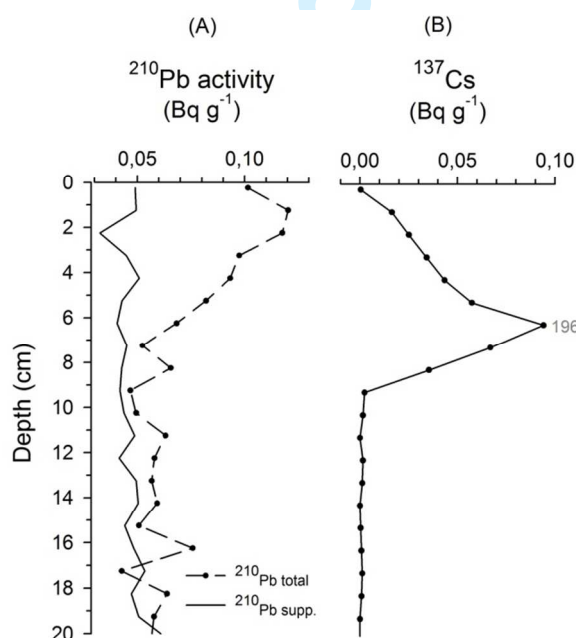 (A)
(B)
210Pb activity
(Bq g-1)
137Cs
(Bq g-1)
0,05
0,10
0,00
0,05
0,10
Depth (cm)
0
2
4
6
8
10
12
14
16
18
20
196
210Pb total
210Pb supp.